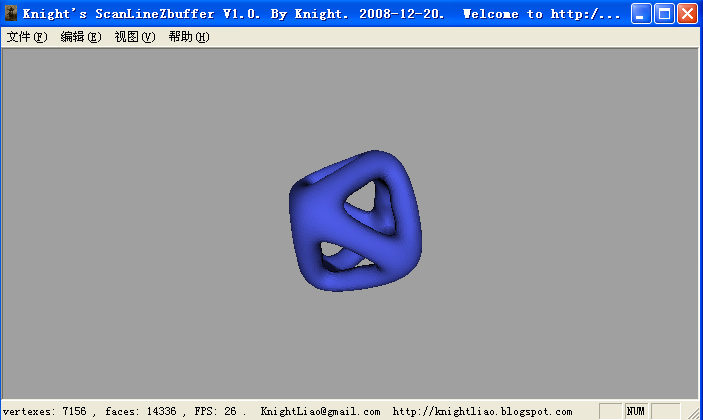 Knight's ScanLineZbuffer V1.0. By Knight. 2008-12-20.  Welcome to http:/...
文件(F) 编辑(E) 视图(V) 帮助(H)
vertexes: 7156 , faces: 14336 , FPS: 26 .  KnightLiao@gmail.com  http://knightliao.blogspot.com NUM